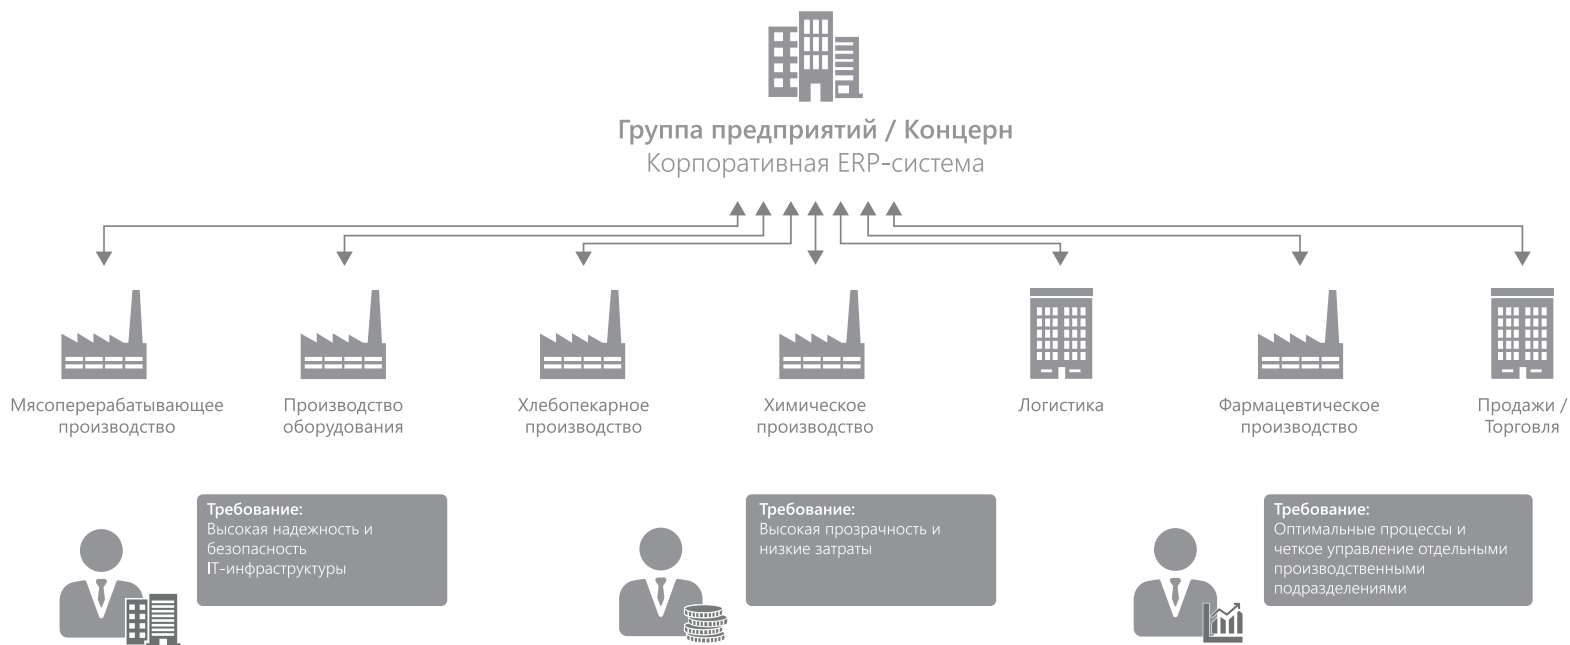 Группа предприятий / Концерн
Корпоративная ERP-система
Мясоперерабатывающее
производство
Производство
оборудования
Хлебопекарное
производство
Химическое
производство
Логистика
Фармацевтическое
производство
Продажи /
Торговля
Требование:
Высокая надежность и
безопасность
IT-инфраструктуры
Требование:
Высокая прозрачность и
низкие затраты
Требование:
Оптимальные процессы и
четкое управление отдельными
производственными
подразделениями